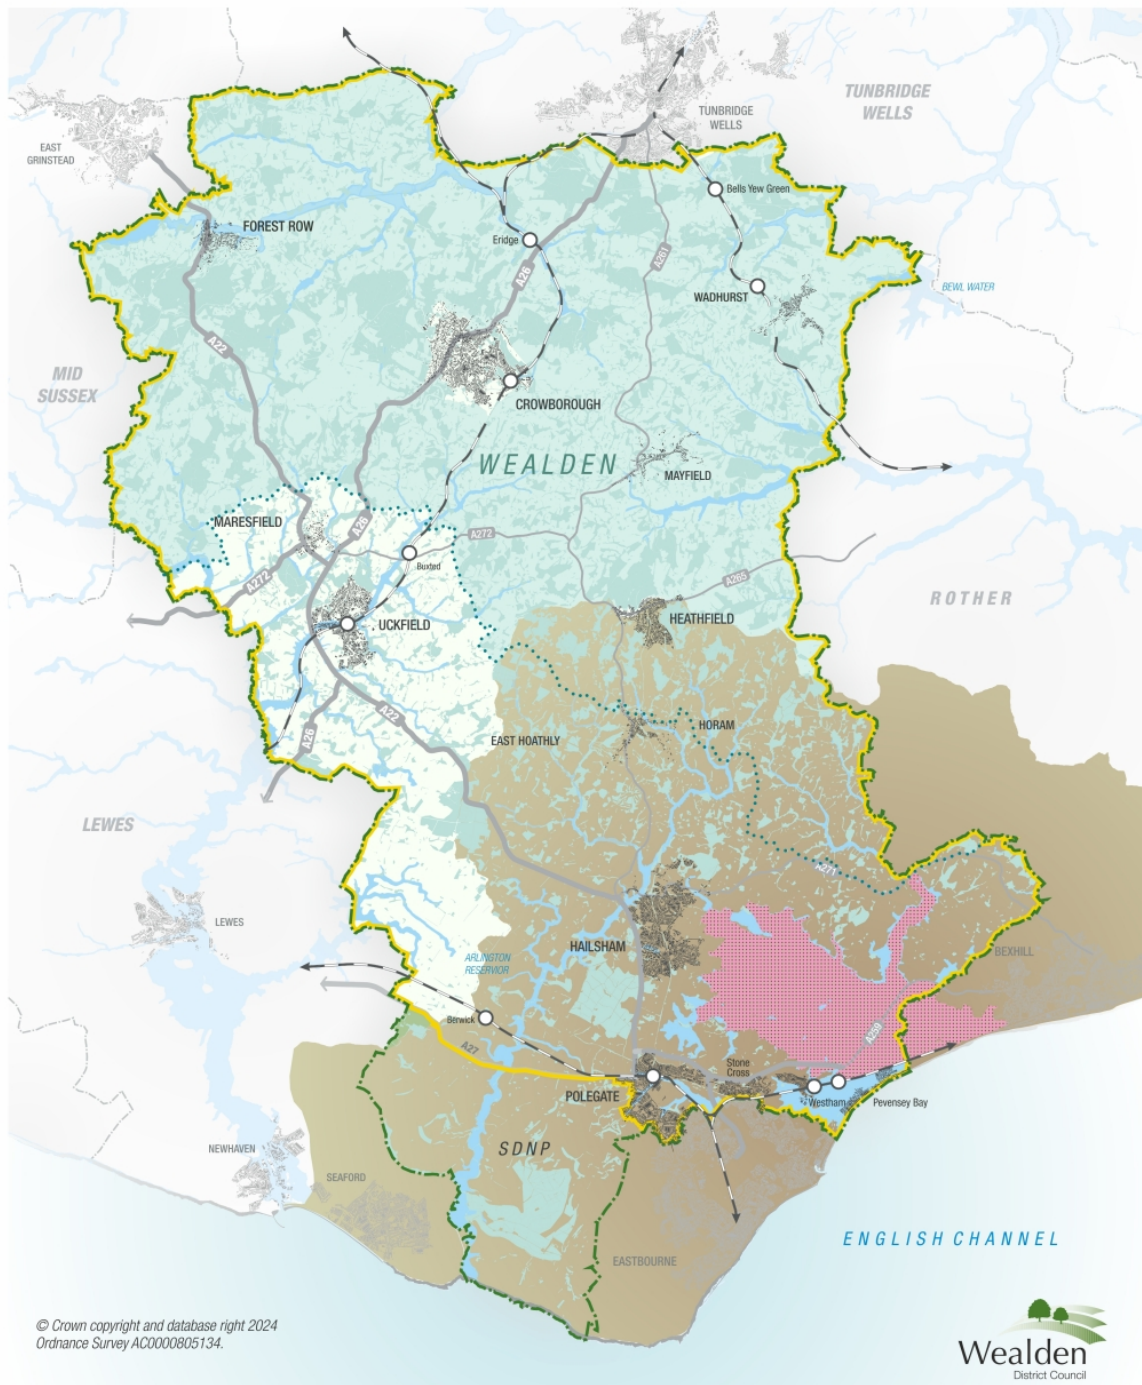 TUNBRIDGE
WELLS
TUNBRIDGE
WELLS
EAST
GRINSTEAD
Bells Yew Green
FOREST ROW
Eridge
A261
A26
WADHURST
BEWL WATER
A22
MID
SUSSEX
CROWBOROUGH
WEALDEN
MAYFIELD
MARESFIELD
A26
A272
Buxted
A272
A265
ROTHER
UCKFIELD
HEATHFIELD
A22
A26
EAST HOATHLY
HORAM
LEWES
A271
LEWES
HAILSHAM
BEXHILL
ARLINGTON
RESERVIOR
Berwick
A259
A27
Stone
Cross
POLEGATE
Westham
Pevensey Bay
SDNP
NEWHAVEN
SEAFORD
ENGLISH CHANNEL
EASTBOURNE
© Crown copyright and database right 2024
Ordnance Survey AC0000805134.
Wealden
District Council